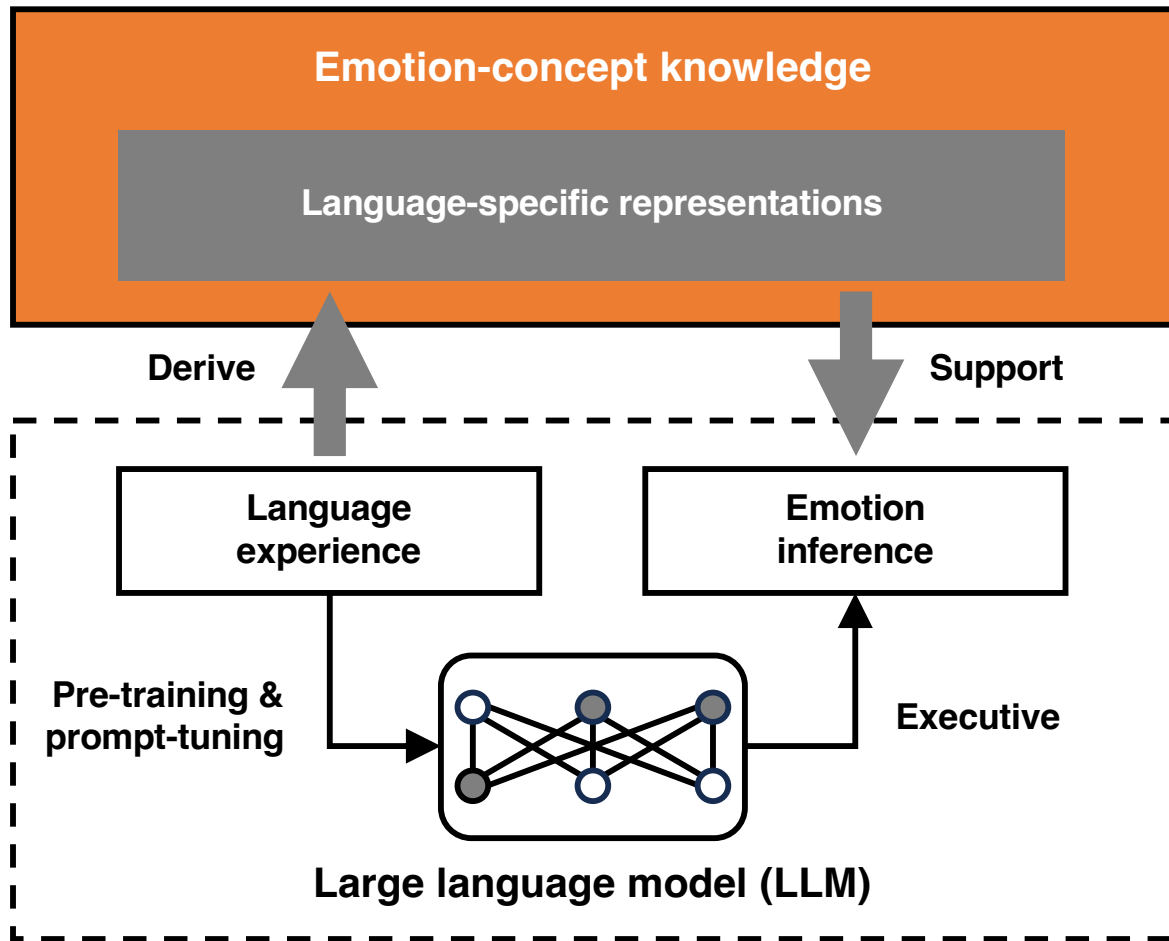 Emotion-concept knowledge
Language-specific representations
Derive
Support
Language
experience
Emotion
inference
Pre-training &
prompt-tuning
Executive
Large language model (LLM)